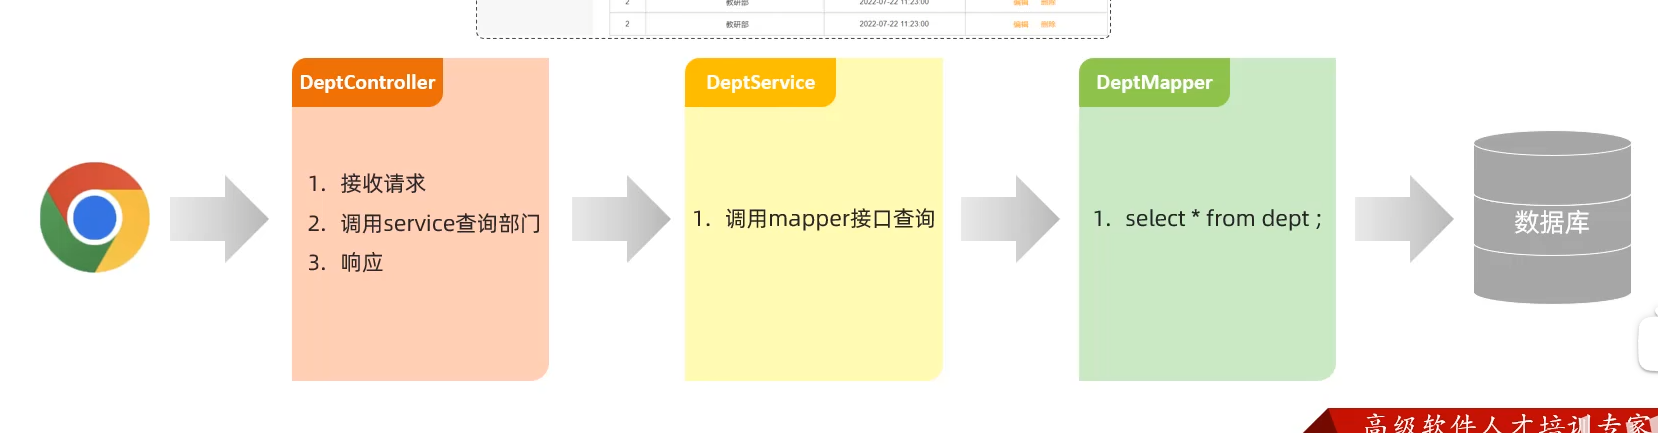 2 教研部 2022-07-22 11:23:00 编辑 删除
2 教研部 2022-07-22 11:23:00 编辑 删除
DeptController
1. 接收请求
2. 调用service查询部门
3. 响应
DeptService
1. 调用mapper接口查询
DeptMapper
1. select * from dept ;
数据库
高级软件人才培训专家